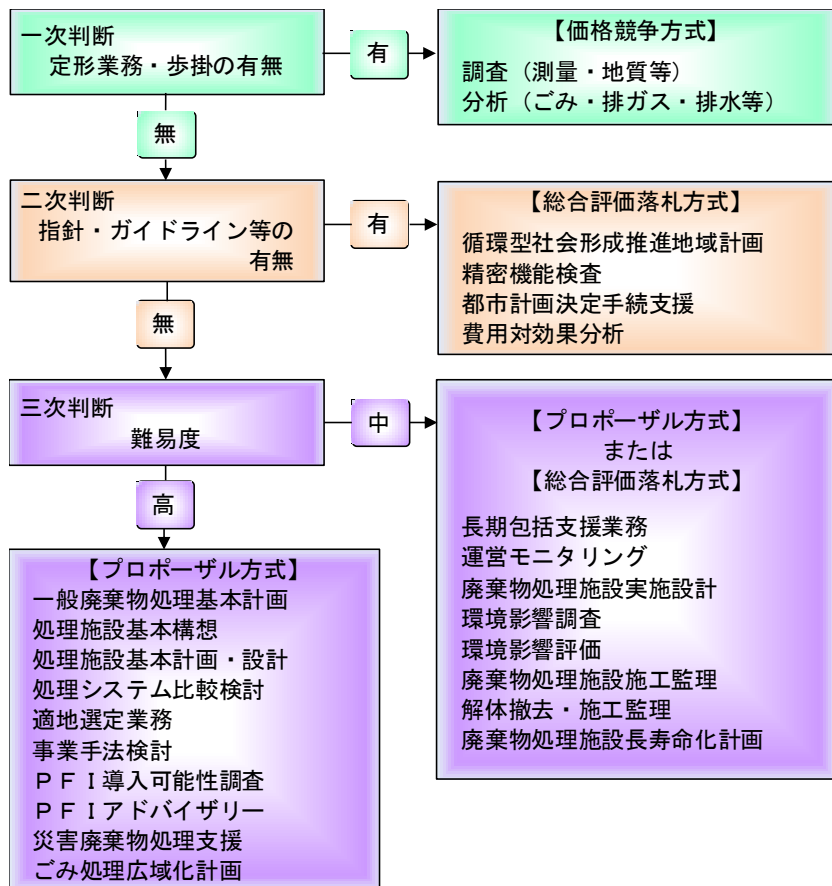 一次判断
定形業務・歩掛の有無
有
【価格競争方式】
調査（測量・地質等）
分析（ごみ・排ガス・排水等）
無
二次判断
指針・ガイドライン等の
有無
有
【総合評価落札方式】
循環型社会形成推進地域計画
精密機能検査
都市計画決定手続支援
費用対効果分析
無
三次判断
難易度
中
【プロポーザル方式】
または
【総合評価落札方式】
長期包括支援業務
運営モニタリング
廃棄物処理施設実施設計
環境影響調査
環境影響評価
廃棄物処理施設施工監理
解体撤去・施工監理
廃棄物処理施設長寿命化計画
高
【プロポーザル方式】
一般廃棄物処理基本計画
処理施設基本構想
処理施設基本計画・設計
処理システム比較検討
適地選定業務
事業手法検討
ＰＦＩ導入可能性調査
ＰＦＩアドバイザリー
災害廃棄物処理支援
ごみ処理広域化計画